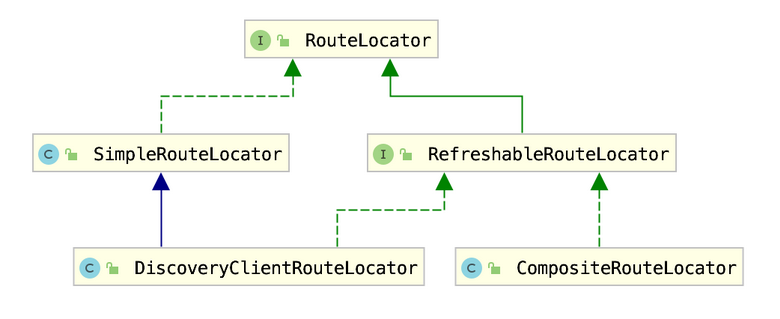 I RouteLocator
C SimpleRouteLocator
I RefreshableRouteLocator
C DiscoveryClientRouteLocator
C CompositeRouteLocator